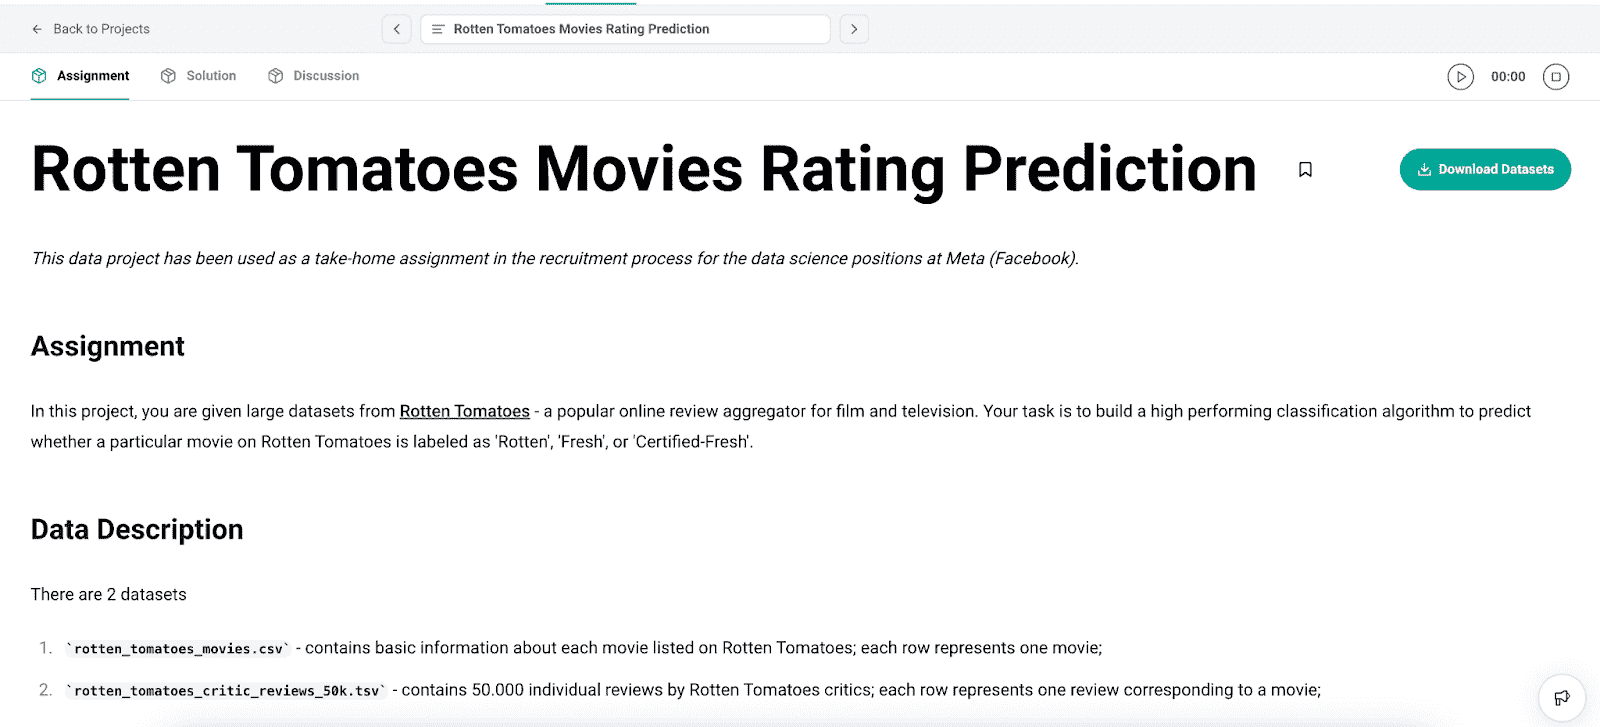 Back to Projects
Rotten Tomatoes Movies Rating Prediction
Assignment
Solution
Discussion
00:00
Rotten Tomatoes Movies Rating Prediction
Download Datasets
This data project has been used as a take-home assignment in the recruitment process for the data science positions at Meta (Facebook).
Assignment
In this project, you are given large datasets from Rotten Tomatoes - a popular online review aggregator for film and television. Your task is to build a high performing classification algorithm to predict
whether a particular movie on Rotten Tomatoes is labeled as 'Rotten', 'Fresh', or 'Certified-Fresh'.
Data Description
There are 2 datasets
1. `rotten_tomatoes_movies.csv` - contains basic information about each movie listed on Rotten Tomatoes; each row represents one movie;
2. `rotten_tomatoes_critic_reviews_50k.tsv` - contains 50.000 individual reviews by Rotten Tomatoes critics; each row represents one review corresponding to a movie;